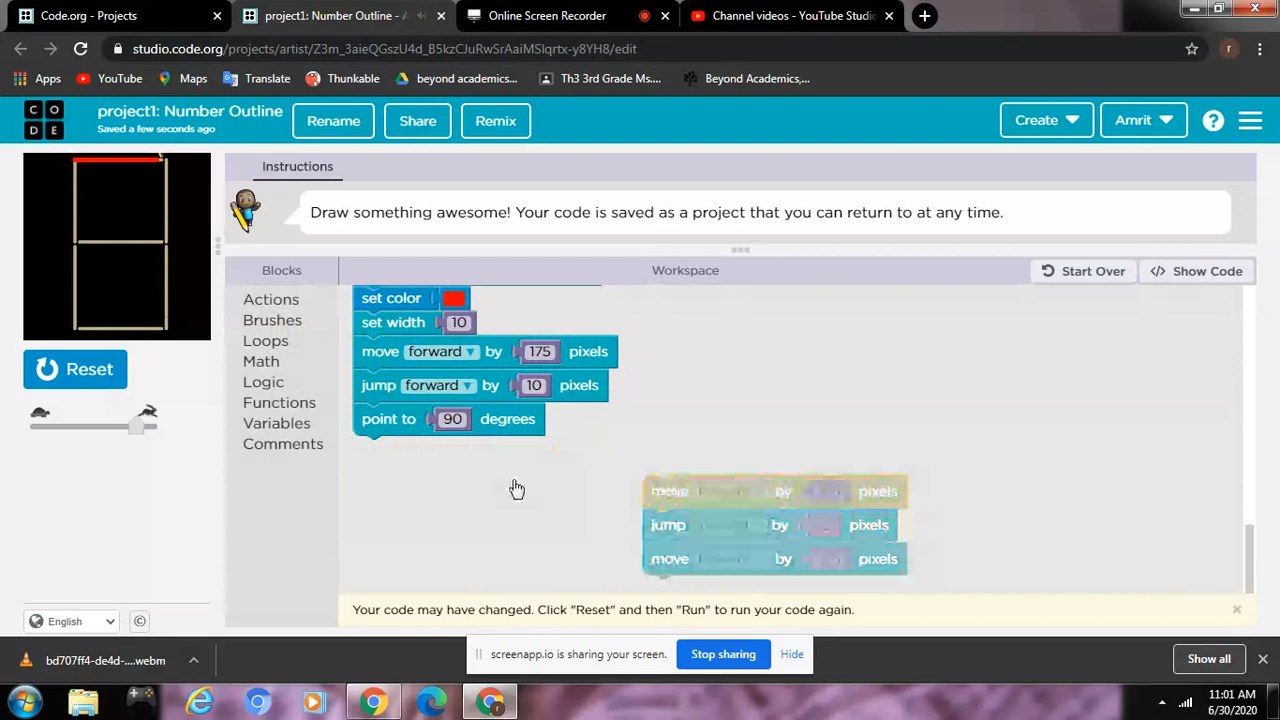 Code.org - Projects
project1: Number Outline - A
Online Screen Recorder
Channel videos - YouTube Studio
studio.code.org/projects/artist/Z3m_3aieQGszU4d_B5kzCJuRwSrAaiMSlqrtx-y8YH8/edit
Apps
YouTube
Maps
Translate
Thunkable
beyond academics...
Th3 3rd Grade Ms....
Beyond Academics,...
C O
D E
project1: Number Outline
Saved a few seconds ago
Rename
Share
Remix
Create
Amrit
?
Instructions
Draw something awesome! Your code is saved as a project that you can return to at any time.
Blocks
Workspace
Start Over
Show Code
Actions
Brushes
Loops
Math
Logic
Functions
Variables
Comments
set color
set width 10
move forward by 175 pixels
jump forward by 10 pixels
point to 90 degrees
move by pixels
jump by pixels
move by pixels
Reset
Your code may have changed. Click "Reset" and then "Run" to run your code again.
English
©
screenapp.io is sharing your screen.
Stop sharing
Hide
bd707ff4-de4d-....webm
Show all
11:01 AM
6/30/2020